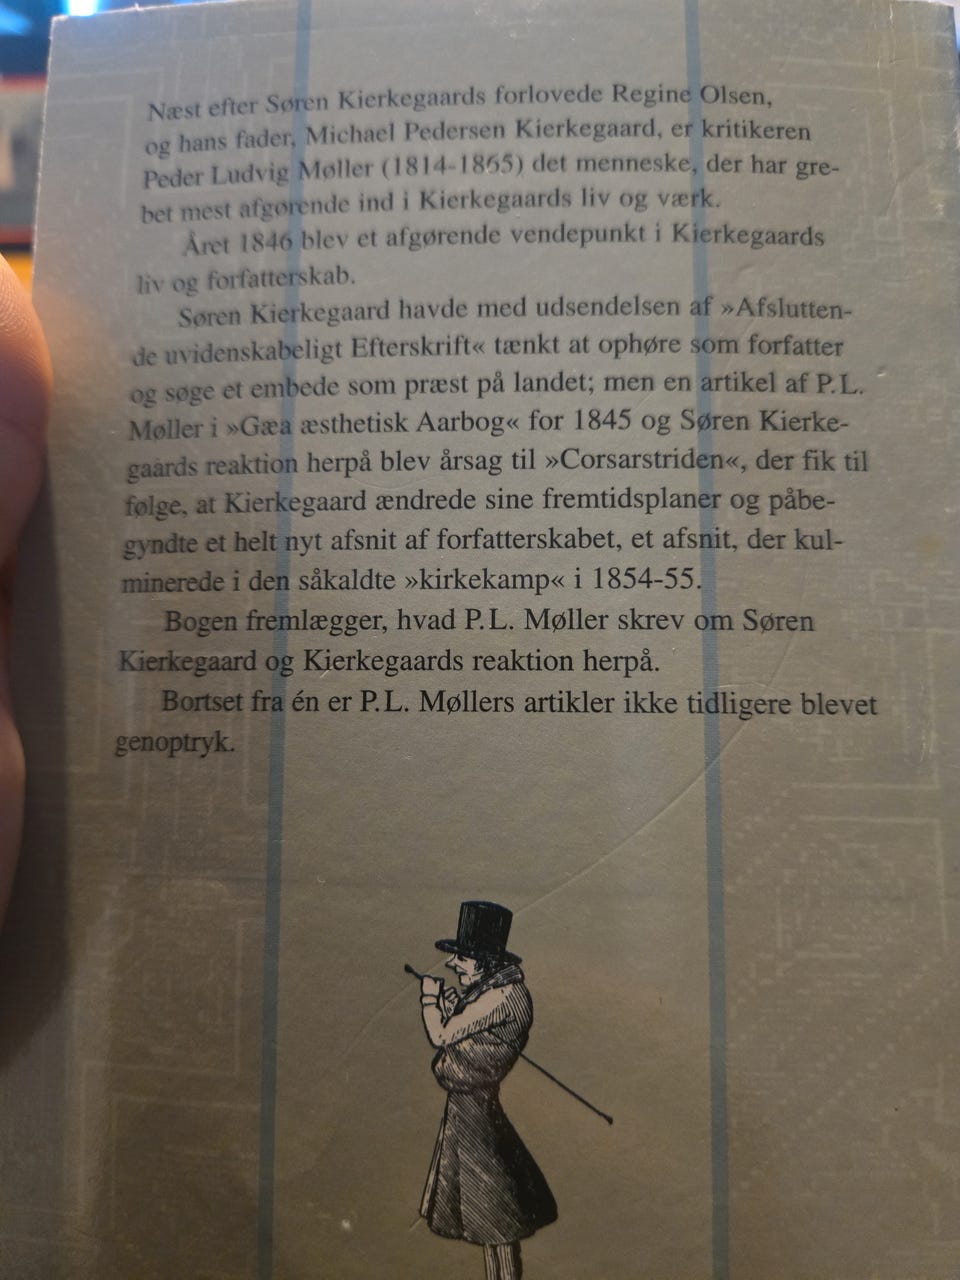 Næst efter Søren Kierkegaards forlovede Regine Olsen,
og hans fader, Michael Pedersen Kierkegaard, er kritikeren
Peder Ludvig Møller (1814-1865) det menneske, der har gre-
bet mest afgørende ind i Kierkegaards liv og værk.
Året 1846 blev et afgørende vendepunkt i Kierkegaards
liv og forfatterskab.
Søren Kierkegaard havde med udsendelsen af »Afslutten-
de uvidenskabeligt Efterskrift« tænkt at ophøre som forfatter
og søge et embede som præst på landet; men en artikel af P.L.
Møller i »Gæa æsthetisk Aarbog« for 1845 og Søren Kierke-
gaards reaktion herpå blev årsag til »Corsarstriden«, der fik til
følge, at Kierkegaard ændrede sine fremtidsplaner og påbe-
gyndte et helt nyt afsnit af forfatterskabet, et afsnit, der kul-
minerede i den såkaldte »kirkekamp« i 1854-55.
Bogen fremlægger, hvad P.L. Møller skrev om Søren
Kierkegaard og Kierkegaards reaktion herpå.
Bortset fra én er P.L. Møllers artikler ikke tidligere blevet
genoptryk.